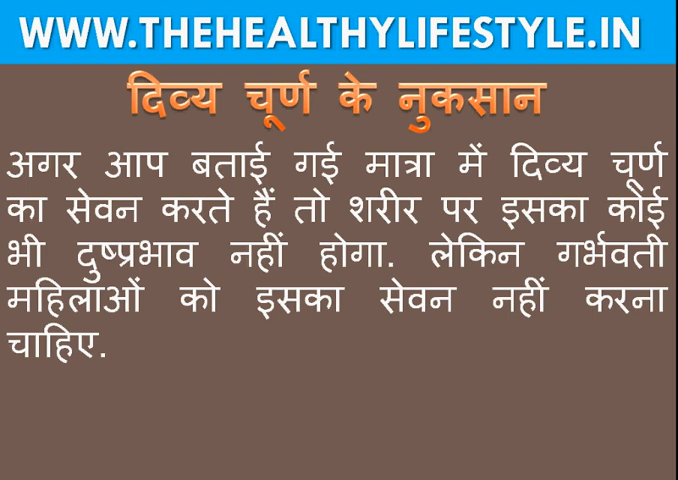 WWW.THEHEALTHYLIFESTYLE.IN
दिव्य चूर्ण के नुकसान
अगर आप बताई गई मात्रा में दिव्य चूर्ण
का सेवन करते हैं तो शरीर पर इसका कोई
भी दुष्प्रभाव नहीं होगा. लेकिन गर्भवती
महिलाओं को इसका सेवन नहीं करना
चाहिए.